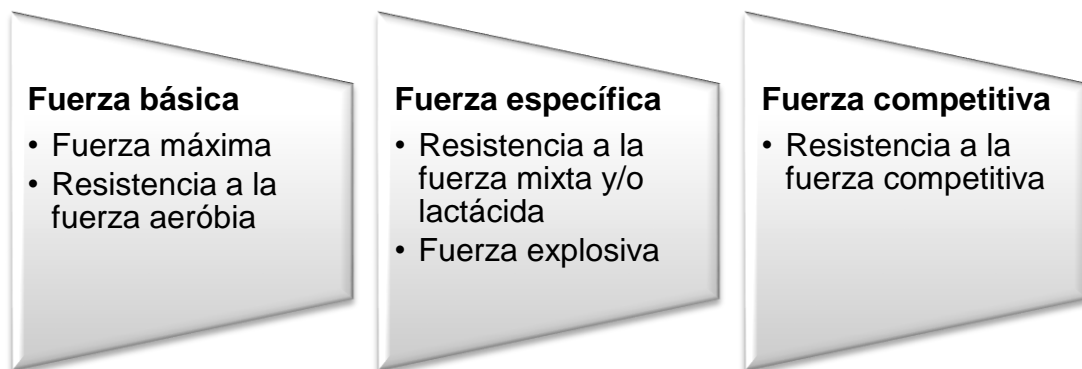 Fuerza básica
• Fuerza máxima
• Resistencia a la
fuerza aeróbia
Fuerza específica
• Resistencia a la
fuerza mixta y/o
lactácida
• Fuerza explosiva
Fuerza competitiva
• Resistencia a la
fuerza competitiva